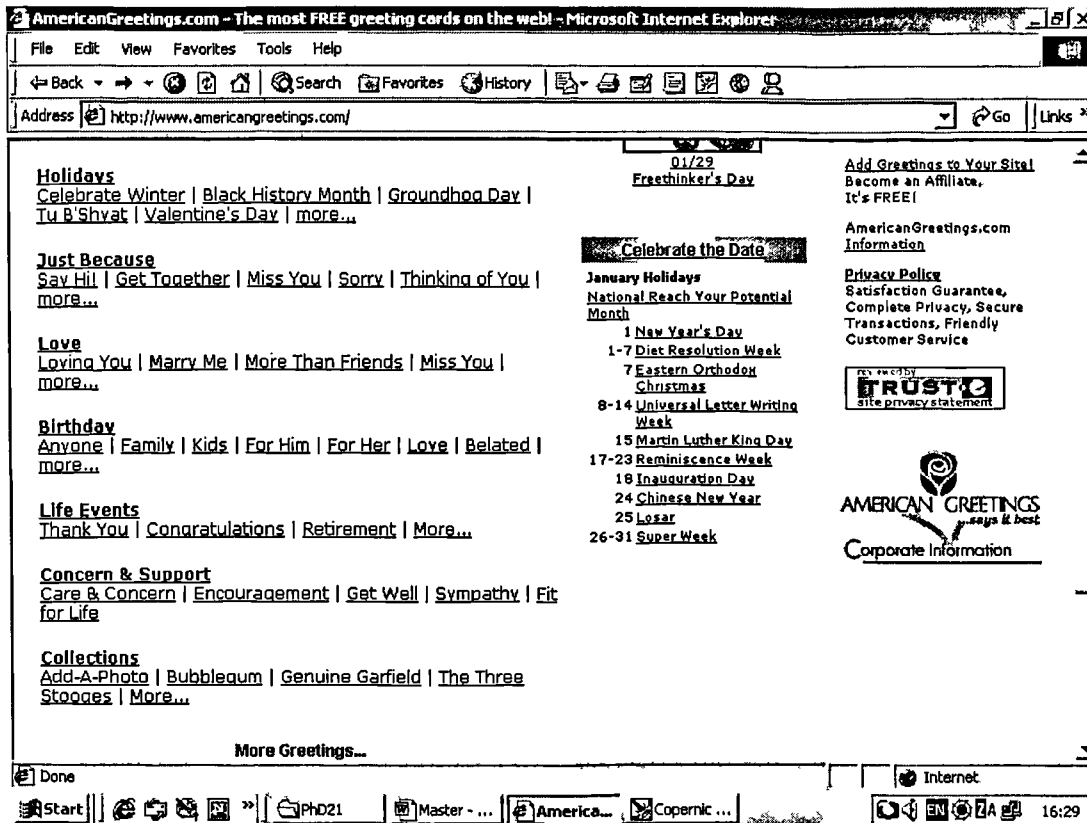 AmericanGreetings.com - The most FREE greeting cards on the web! - Microsoft Internet Explorer
File Edit View Favorites Tools Help
Back Search Favorites History
Address http://www.americangreetings.com/ Go Links »
Holidays
Celebrate Winter | Black History Month | Groundhog Day |
Tu B'Shvat | Valentine's Day | more...
Just Because
Say Hi! | Get Together | Miss You | Sorry | Thinking of You |
more...
Love
Loving You | Marry Me | More Than Friends | Miss You |
more...
Birthday
Anyone | Family | Kids | For Him | For Her | Love | Belated |
more...
Life Events
Thank You | Congratulations | Retirement | More...
Concern & Support
Care & Concern | Encouragement | Get Well | Sympathy | Fit
for Life
Collections
Add-A-Photo | Bubblegum | Genuine Garfield | The Three
Stooges | More...
More Greetings...
01/29
Freethinker's Day
Celebrate the Date
January Holidays
National Reach Your Potential
Month
1 New Year's Day
1-7 Diet Resolution Week
7 Eastern Orthodox
Christmas
8-14 Universal Letter Writing
Week
15 Martin Luther King Day
17-23 Reminiscence Week
18 Inauguration Day
24 Chinese New Year
25 Losar
26-31 Super Week
Add Greetings to Your Site!
Become an Affiliate,
It's FREE!
AmericanGreetings.com
Information
Privacy Policy
Satisfaction Guarantee,
Complete Privacy, Secure
Transactions, Friendly
Customer Service
reviewed by
TRUSTe
site privacy statement
AMERICAN GREETINGS
...says it best
Corporate Information
Done Internet
Start » PhD21 Master - ... America... Copernic ... EN ZA 16:29